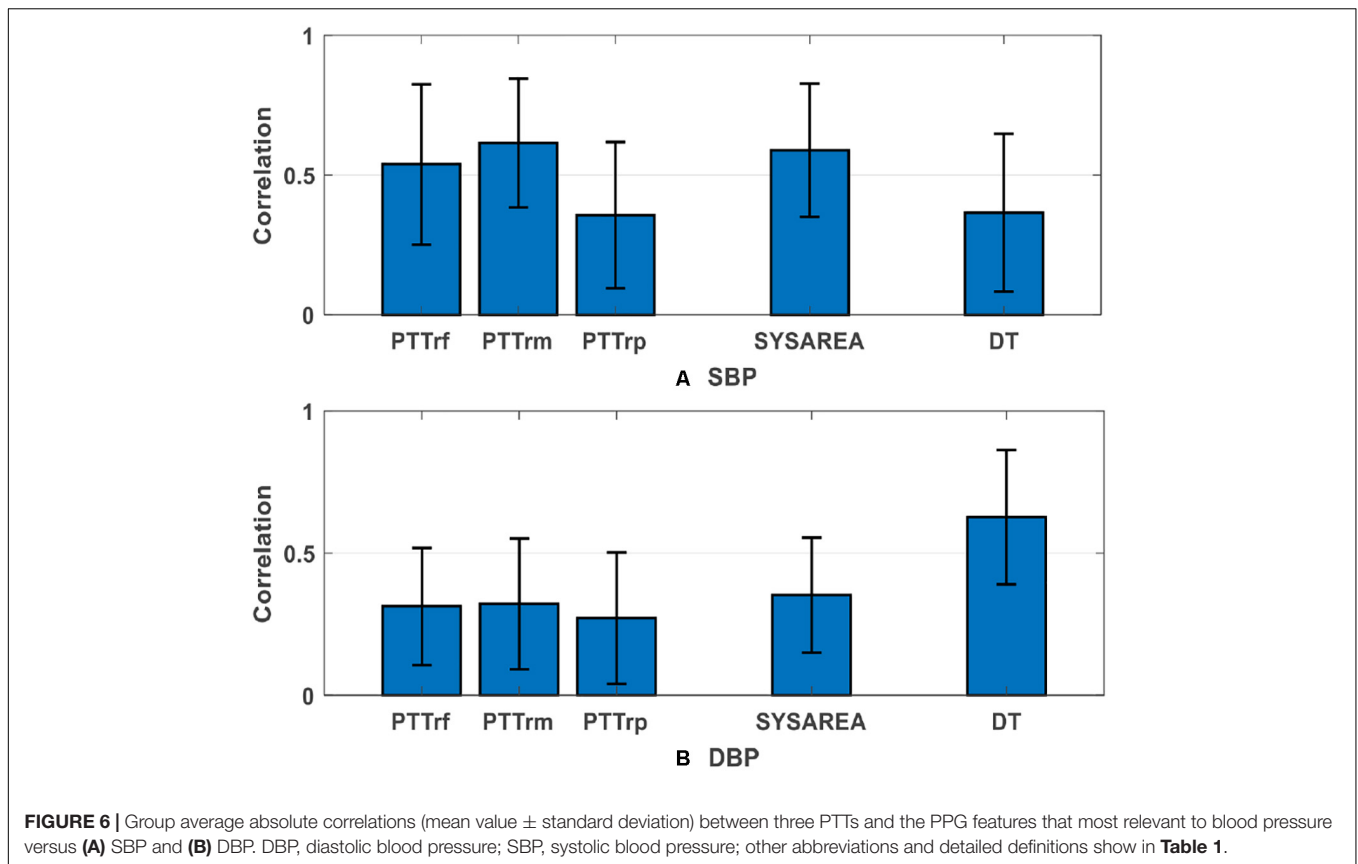 1
0.5
0
Correlation
PTTrf PTTrm PTTrp SYSAREA DT
A SBP
1
0.5
0
Correlation
PTTrf PTTrm PTTrp SYSAREA DT
B DBP
FIGURE 6 | Group average absolute correlations (mean value ± standard deviation) between three PTTs and the PPG features that most relevant to blood pressure
versus (A) SBP and (B) DBP. DBP, diastolic blood pressure; SBP, systolic blood pressure; other abbreviations and detailed definitions show in Table 1.